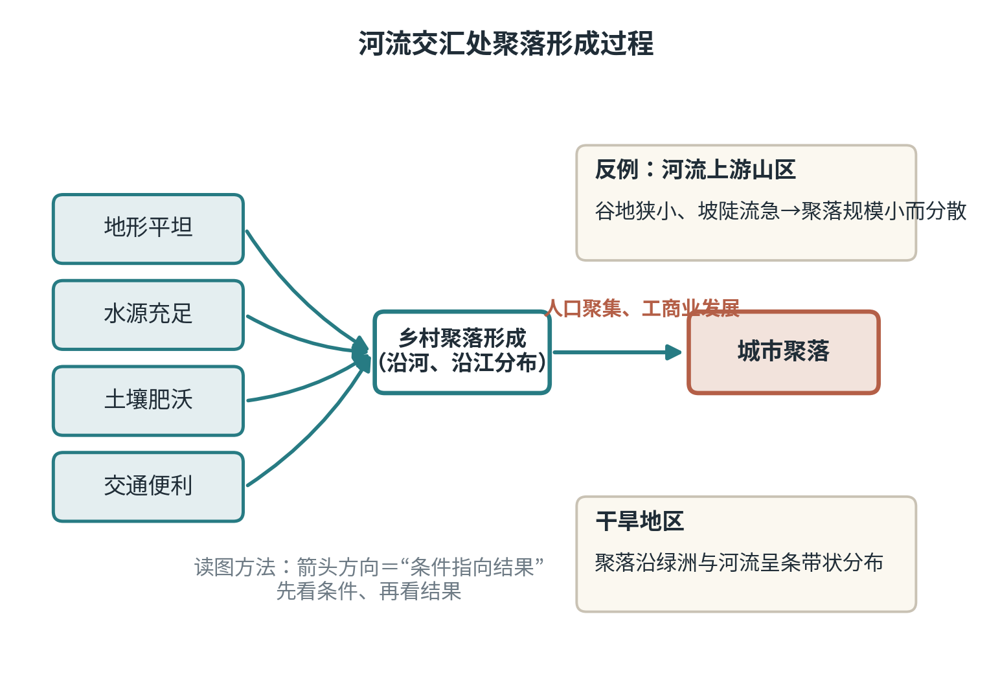 河流交汇处聚落形成过程
反例：河流上游山区
谷地狭小、坡陡流急→聚落规模小而分散
地形平坦
水源充足
土壤肥沃
交通便利
乡村聚落形成
（沿河、沿江分布）
人口聚集、工商业发展
城市聚落
干旱地区
聚落沿绿洲与河流呈条带状分布
读图方法：箭头方向＝“条件指向结果”
先看条件、再看结果